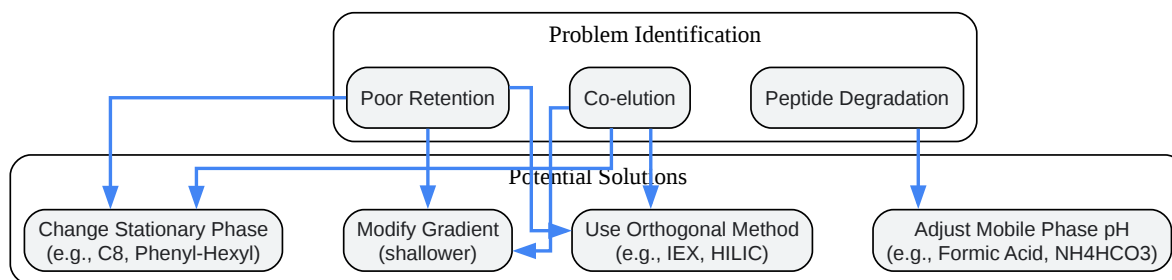 Problem Identification
Poor Retention
Co-elution
Peptide Degradation
Potential Solutions
Change Stationary Phase
(e.g., C8, Phenyl-Hexyl)
Modify Gradient
(shallower)
Use Orthogonal Method
(e.g., IEX, HILIC)
Adjust Mobile Phase pH
(e.g., Formic Acid, NH4HCO3)